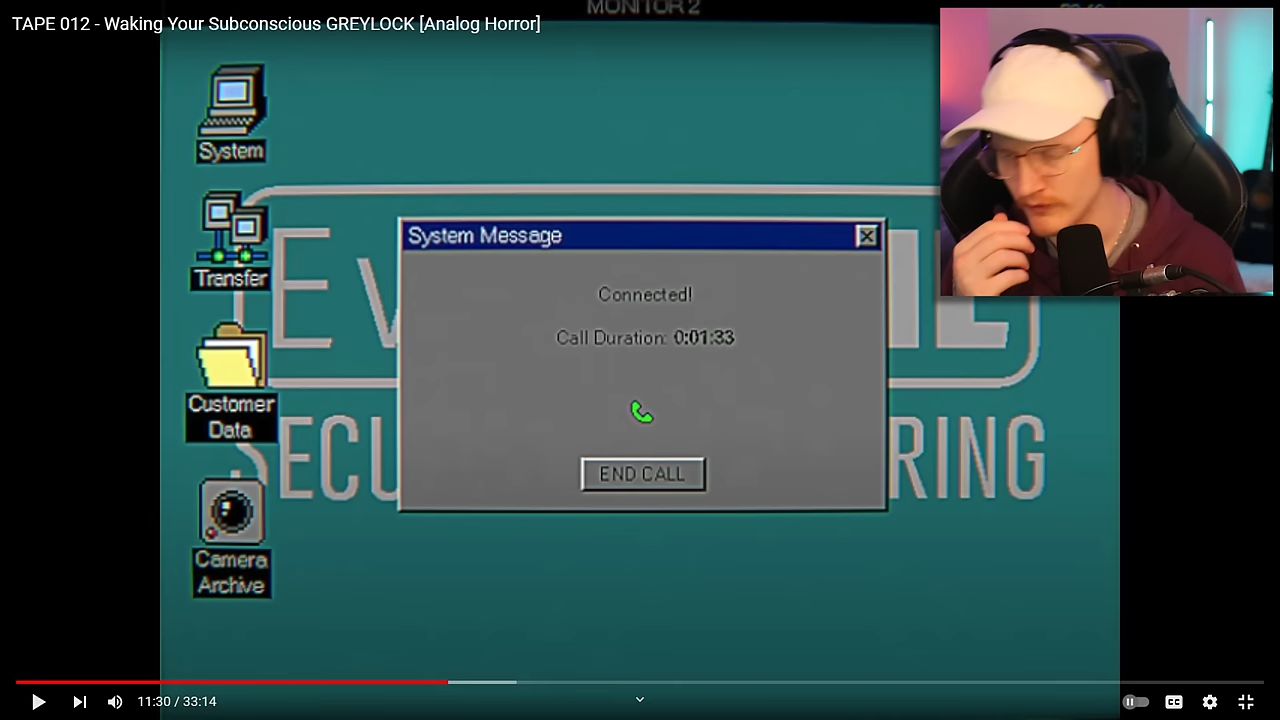 MONITOR 2
TAPE 012 - Waking Your Subconscious GREYLOCK [Analog Horror]
System
Transfer
Customer
Data
Camera
Archive
System Message
Connected!
Call Duration: 0:01:33
END CALL
11:30 / 33:14
CC